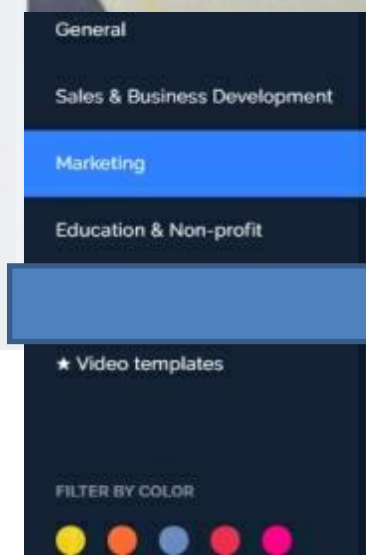 General
Sales & Business Development
Marketing
Education & Non-profit
★ Video templates
FILTER BY COLOR